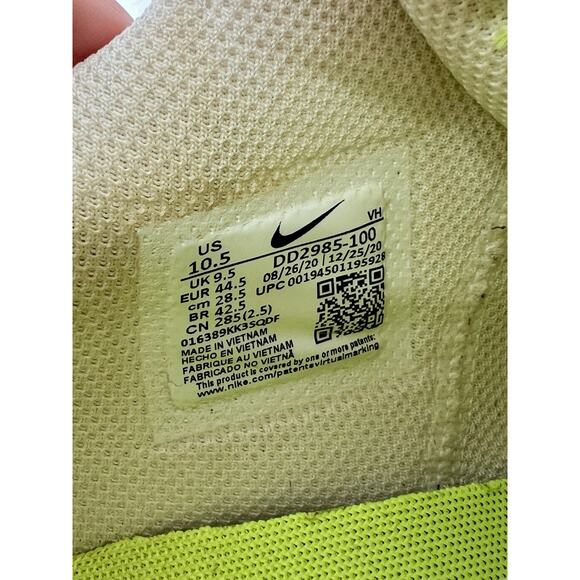 US
10.5
UK 9.5
EUR 44.5
cm 28.5
BR 42.5
CN 285(2.5)
016389KK3SQDF
MADE IN VIETNAM
HECHO EN VIETNAM
FABRIQUE AU VIETNAM
FABRICADO NO VIETNÃ
VH
DD2985-100
08/26/20 | 12/25/20
UPC 00194501195928
This product is covered by one or more patents:
www.nike.com/patentsvirtualmarking